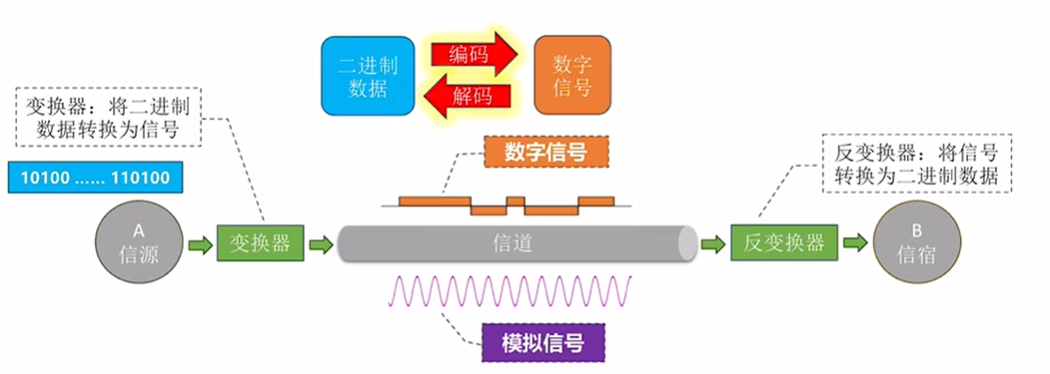 二进制
数据
编码
解码
数字
信号
变换器：将二进制
数据转换为信号
10100 …… 110100
数字信号
反变换器：将信号
转换为二进制数据
A
信源
变换器
信道
反变换器
B
信宿
模拟信号